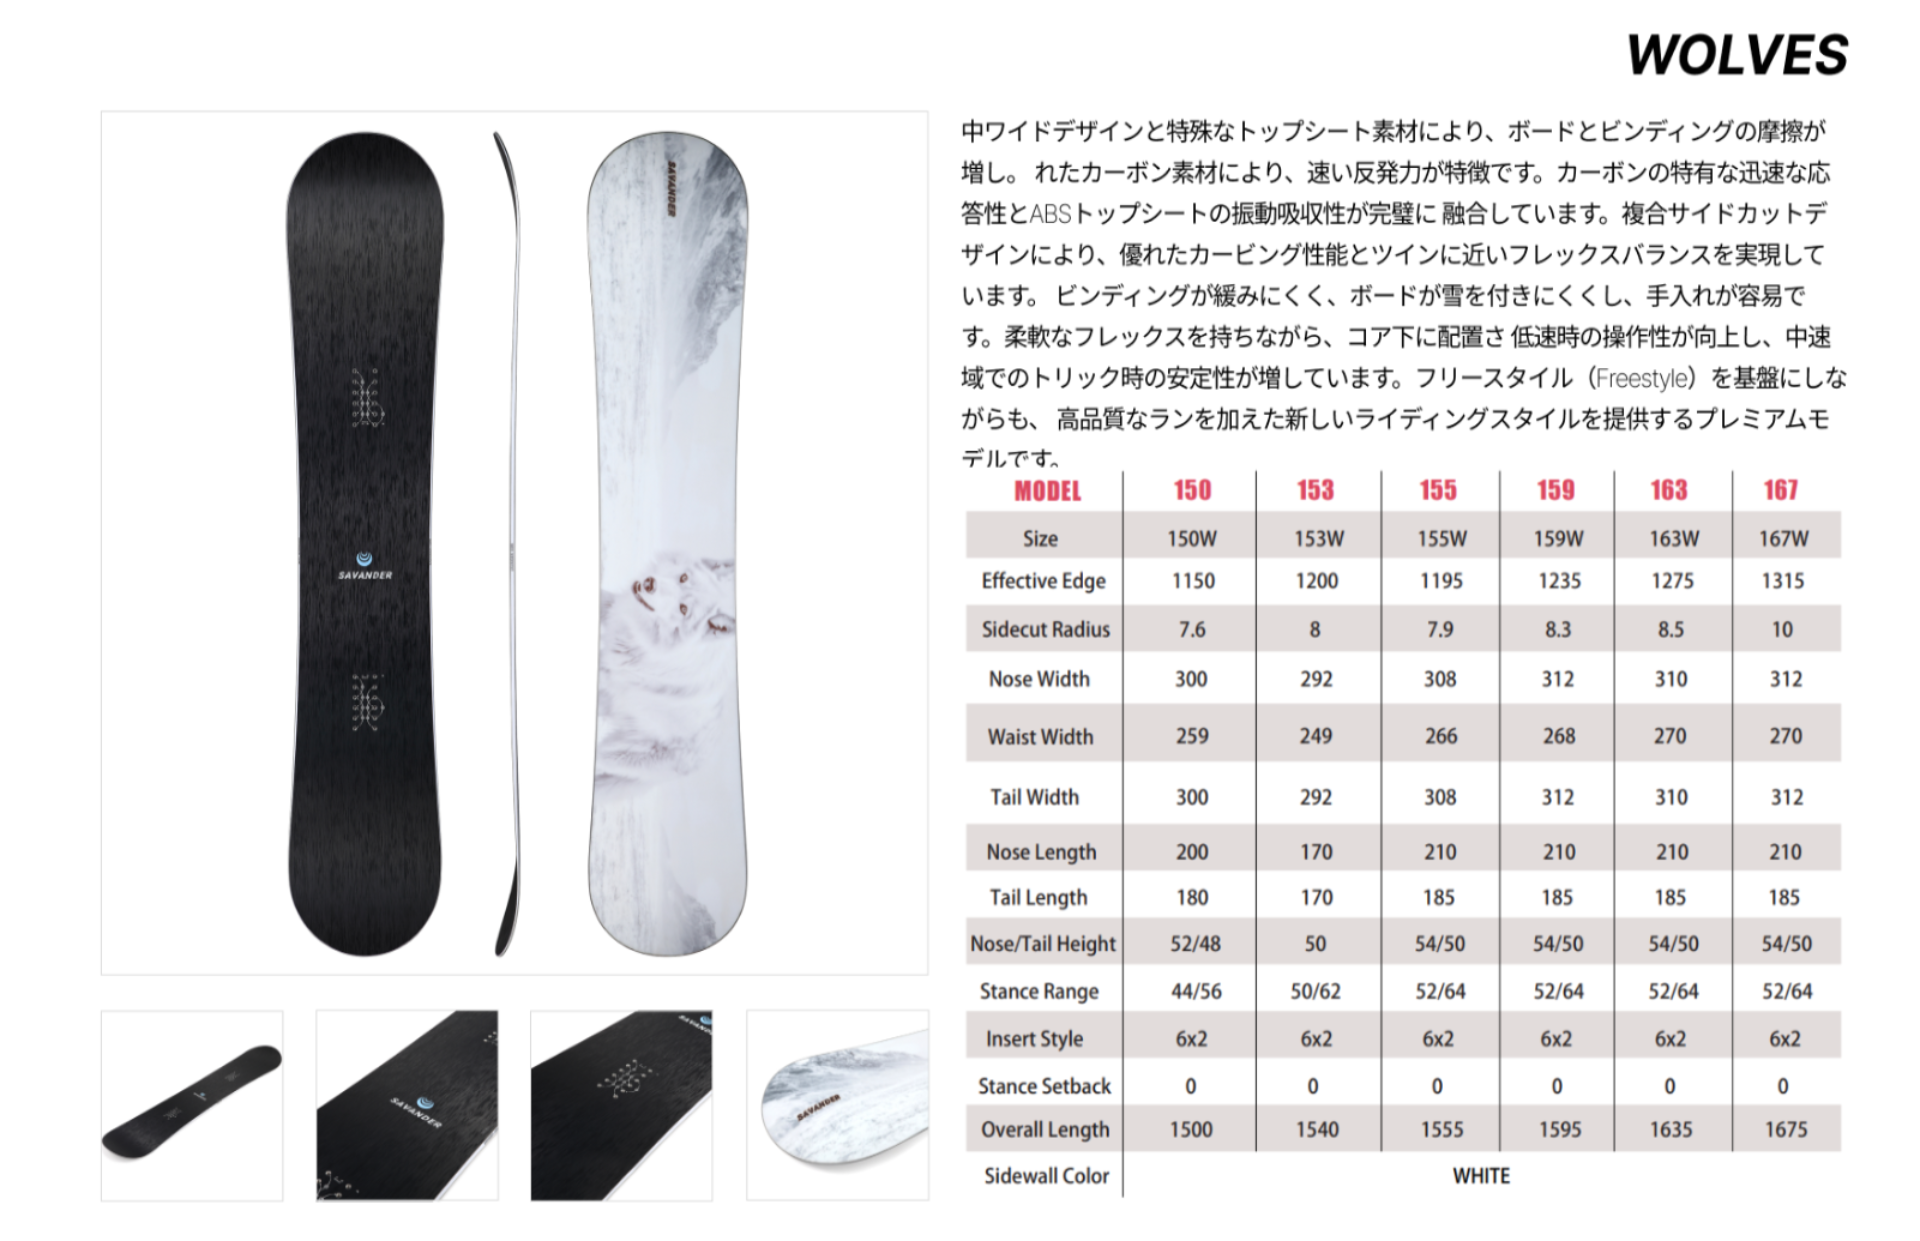 WOLVES
中ワイドデザインと特殊なトップシート素材により、ボードとビンディングの摩擦が
増し。 れたカーボン素材により、速い反発力が特徴です。カーボンの特有な迅速な応
答性とABSトップシートの振動吸収性が完璧に 融合しています。複合サイドカットデ
ザインにより、優れたカービング性能とツインに近いフレックスバランスを実現して
います。 ビンディングが緩みにくく、ボードが雪を付きにくくし、手入れが容易で
す。柔軟なフレックスを持ちながら、コア下に配置さ 低速時の操作性が向上し、中速
域でのトリック時の安定性が増しています。フリースタイル（Freestyle）を基盤にしな
がらも、 高品質なランを加えた新しいライディングスタイルを提供するプレミアムモ
デルです。
MODEL 150 153 155 159 163 167
Size 150W 153W 155W 159W 163W 167W
Effective Edge 1150 1200 1195 1235 1275 1315
Sidecut Radius 7.6 8 7.9 8.3 8.5 10
Nose Width 300 292 308 312 310 312
Waist Width 259 249 266 268 270 270
Tail Width 300 292 308 312 310 312
Nose Length 200 170 210 210 210 210
Tail Length 180 170 185 185 185 185
Nose/Tail Height 52/48 50 54/50 54/50 54/50 54/50
Stance Range 44/56 50/62 52/64 52/64 52/64 52/64
Insert Style 6x2 6x2 6x2 6x2 6x2 6x2
Stance Setback 0 0 0 0 0 0
Overall Length 1500 1540 1555 1595 1635 1675
Sidewall Color WHITE
SAVANDER
SAVANDER
SAVANDER
SAVANDER